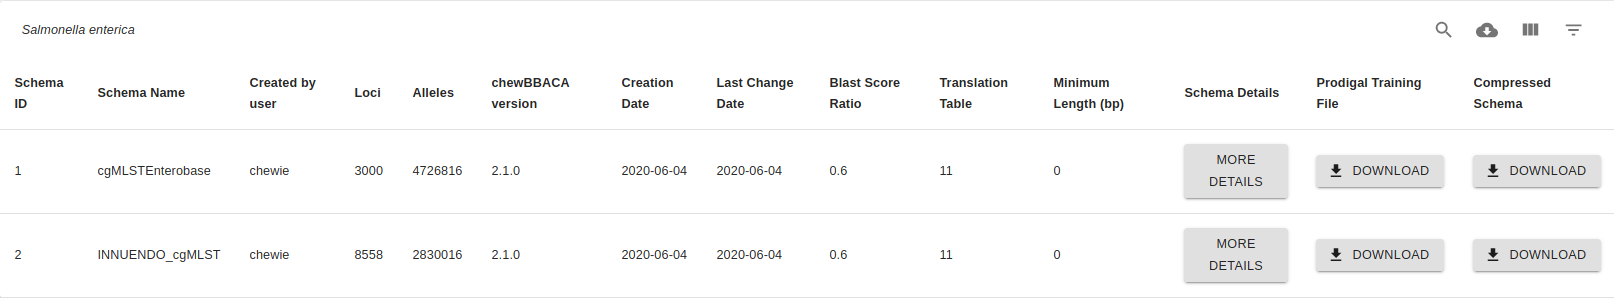 Salmonella enterica
Schema ID Schema Name Created by user Loci Alleles chewBBACA version Creation Date Last Change Date Blast Score Ratio Translation Table Minimum Length (bp) Schema Details Prodigal Training File Compressed Schema
1 cgMLSTEnterobase chewie 3000 4726816 2.1.0 2020-06-04 2020-06-04 0.6 11 0 MORE DETAILS DOWNLOAD DOWNLOAD
2 INNUENDO_cgMLST chewie 8558 2830016 2.1.0 2020-06-04 2020-06-04 0.6 11 0 MORE DETAILS DOWNLOAD DOWNLOAD